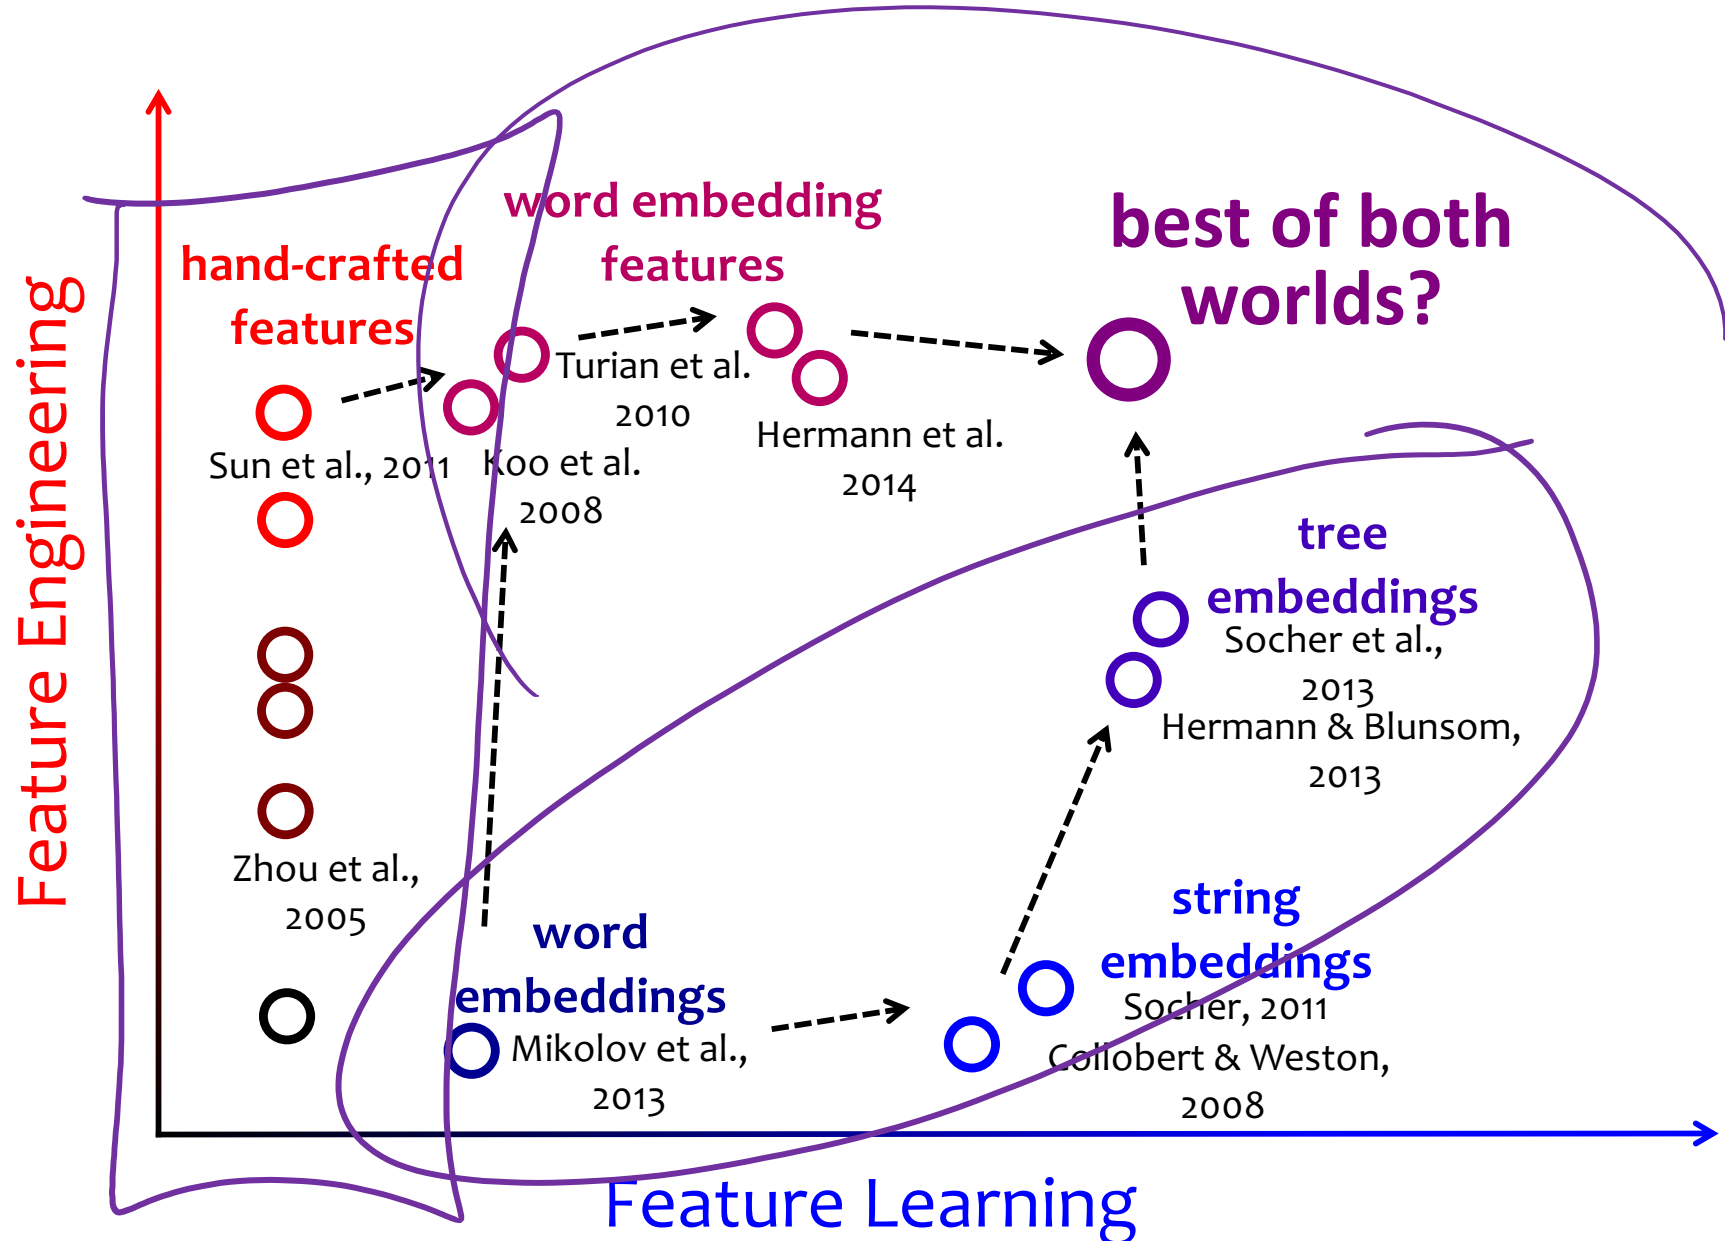 Feature Engineering
hand-crafted
features
Sun et al., 2011
Zhou et al.,
2005
word embedding
features
Turian et al.
2010
Koo et al.
2008
Hermann et al.
2014
best of both
worlds?
tree
embeddings
Socher et al.,
2013
Hermann & Blunsom,
2013
string
embeddings
Socher, 2011
Collobert & Weston,
2008
word
embeddings
Mikolov et al.,
2013
Feature Learning